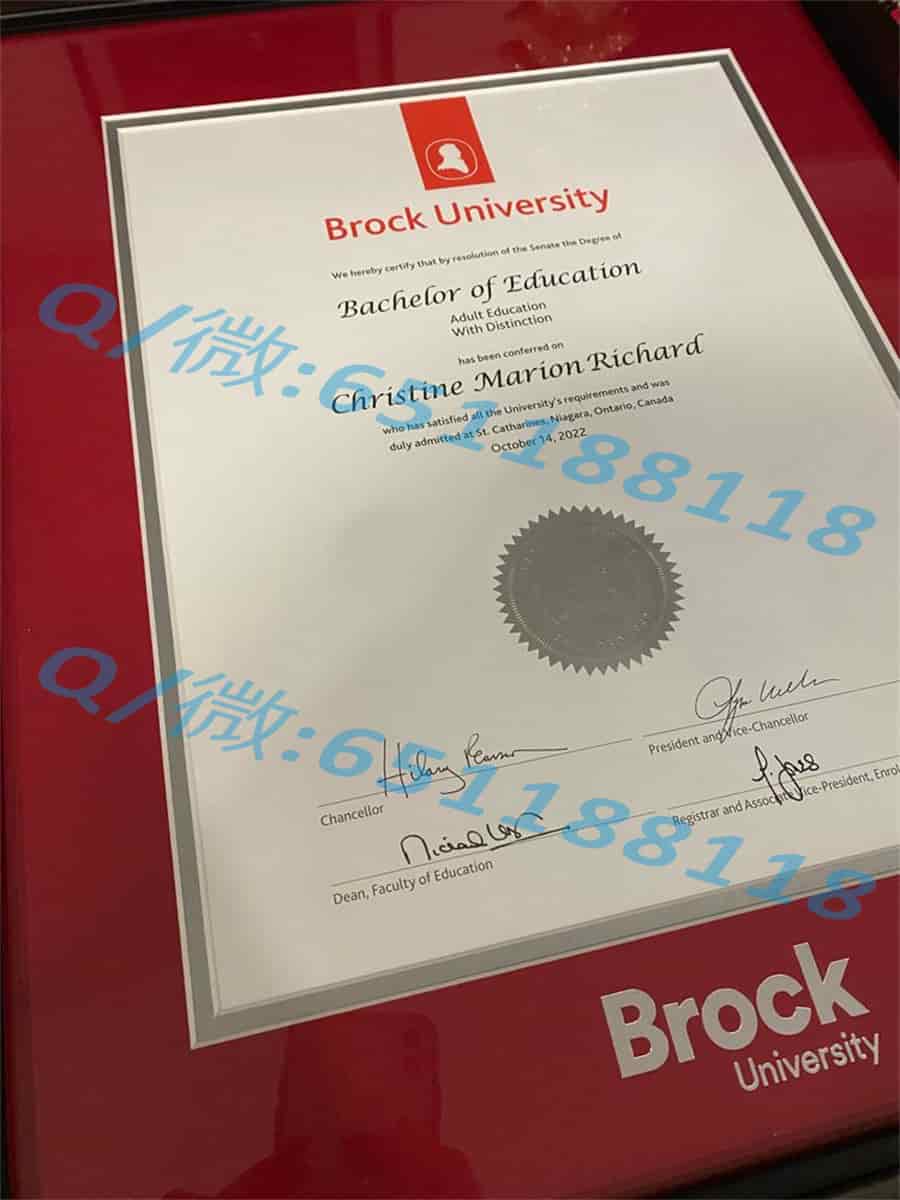 Brock University
We hereby certify that by resolution of the Senate the Degree of
Bachelor of Education
Adult Education
With Distinction
has been conferred on
Christine Marion Richard
who has satisfied all the University's requirements and was
duly admitted at St. Catharines, Niagara, Ontario, Canada
October 14, 2022
Q/微:651188118
Q/微:651188118
President and Vice-Chancellor
Chancellor
Registrar and Associate Vice-President, Enrol
Dean, Faculty of Education
Brock
University